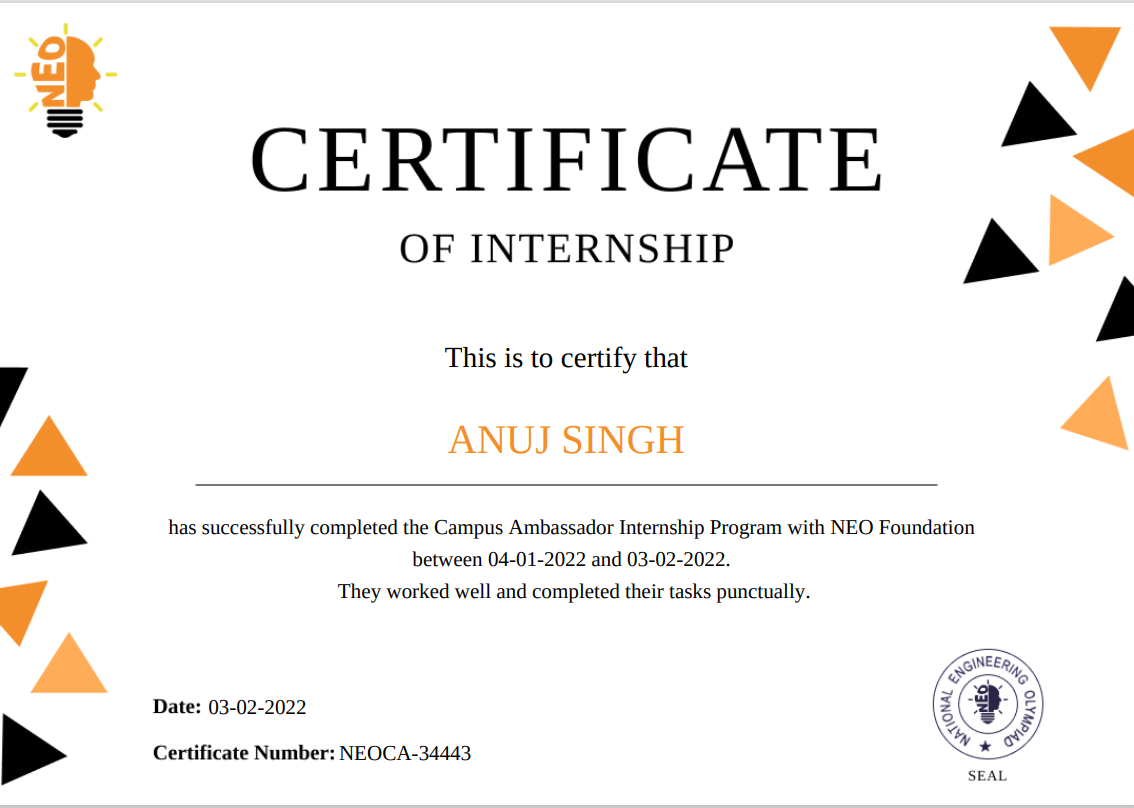 NEO
CERTIFICATE
OF INTERNSHIP
This is to certify that
ANUJ SINGH
has successfully completed the Campus Ambassador Internship Program with NEO Foundation
between 04-01-2022 and 03-02-2022.
They worked well and completed their tasks punctually.
Date: 03-02-2022
Certificate Number: NEOCA-34443
NATIONAL ENGINEERING OLYMPIAD
NEO
SEAL